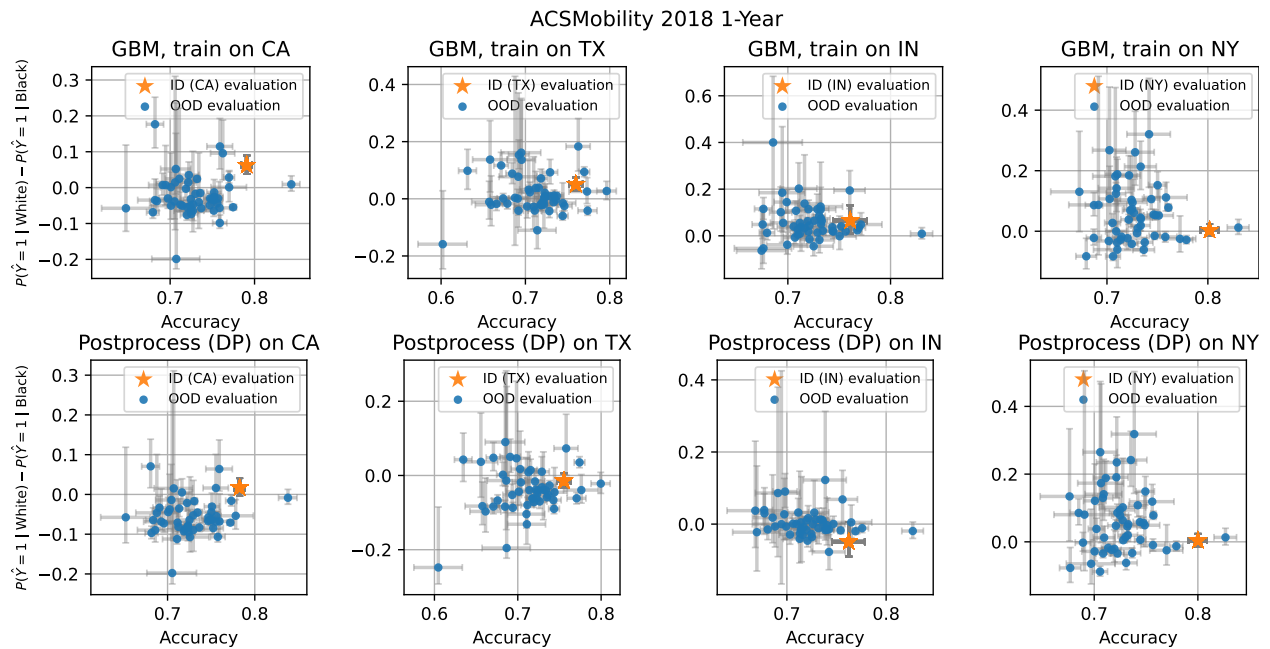 ACSMobility 2018 1-Year
GBM, train on CA
GBM, train on TX
GBM, train on IN
GBM, train on NY
P(Ŷ = 1 | White) − P(Ŷ = 1 | Black)
0.3
0.2
0.1
0.0
−0.1
−0.2
ID (CA) evaluation
OOD evaluation
0.7
0.8
Accuracy
0.4
0.2
0.0
−0.2
ID (TX) evaluation
OOD evaluation
0.6
0.7
0.8
Accuracy
0.6
0.4
0.2
0.0
ID (IN) evaluation
OOD evaluation
0.7
0.8
Accuracy
0.4
0.2
0.0
ID (NY) evaluation
OOD evaluation
0.7
0.8
Accuracy
Postprocess (DP) on CA
Postprocess (DP) on TX
Postprocess (DP) on IN
Postprocess (DP) on NY
P(Ŷ = 1 | White) − P(Ŷ = 1 | Black)
0.3
0.2
0.1
0.0
−0.1
−0.2
ID (CA) evaluation
OOD evaluation
0.7
0.8
Accuracy
0.2
0.0
−0.2
ID (TX) evaluation
OOD evaluation
0.6
0.7
0.8
Accuracy
0.4
0.2
0.0
ID (IN) evaluation
OOD evaluation
0.7
0.8
Accuracy
0.4
0.2
0.0
ID (NY) evaluation
OOD evaluation
0.7
0.8
Accuracy